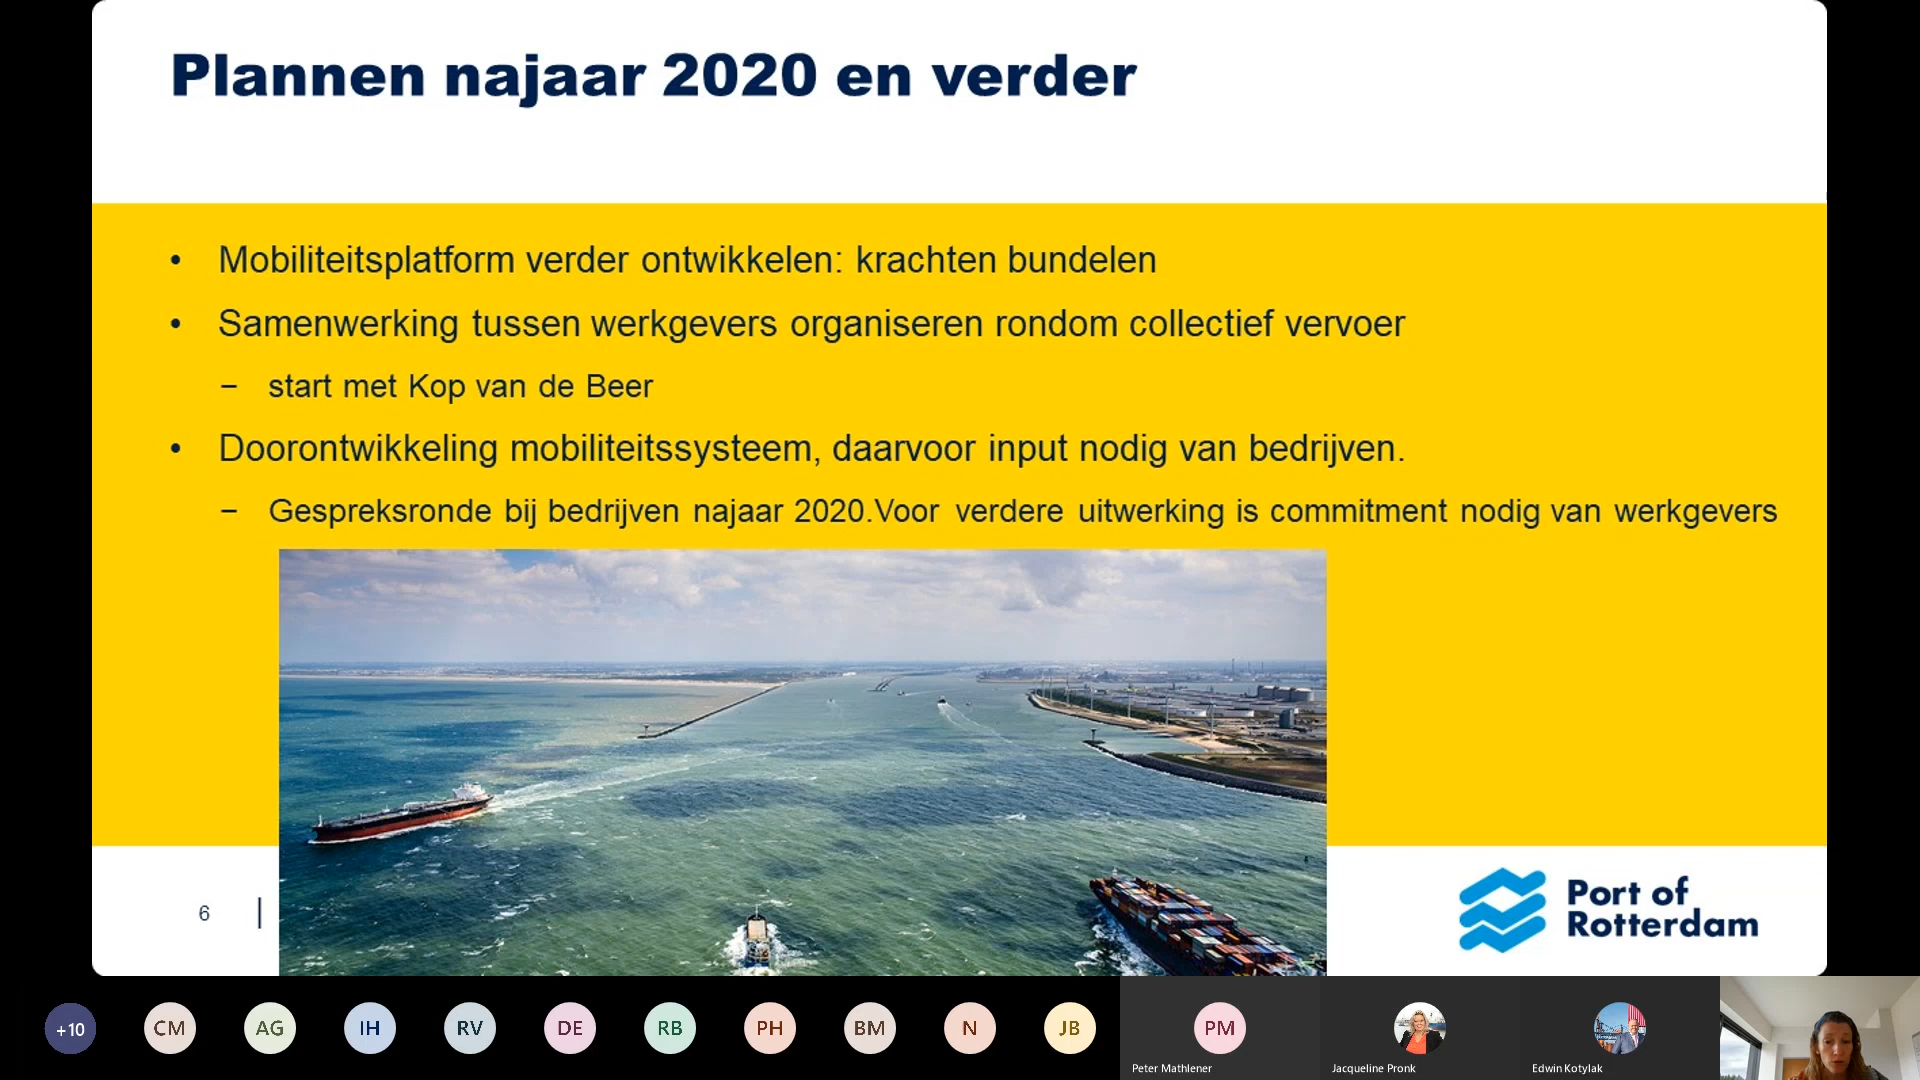 Plannen najaar 2020 en verder
• Mobiliteitsplatform verder ontwikkelen: krachten bundelen
• Samenwerking tussen werkgevers organiseren rondom collectief vervoer
– start met Kop van de Beer
• Doorontwikkeling mobiliteitssysteem, daarvoor input nodig van bedrijven.
– Gespreksronde bij bedrijven najaar 2020.Voor verdere uitwerking is commitment nodig van werkgevers
6
Port of
Rotterdam
+10 CM AG IH RV DE RB PH BM N JB PM
Peter Mathlener Jacqueline Pronk Edwin Kotylak